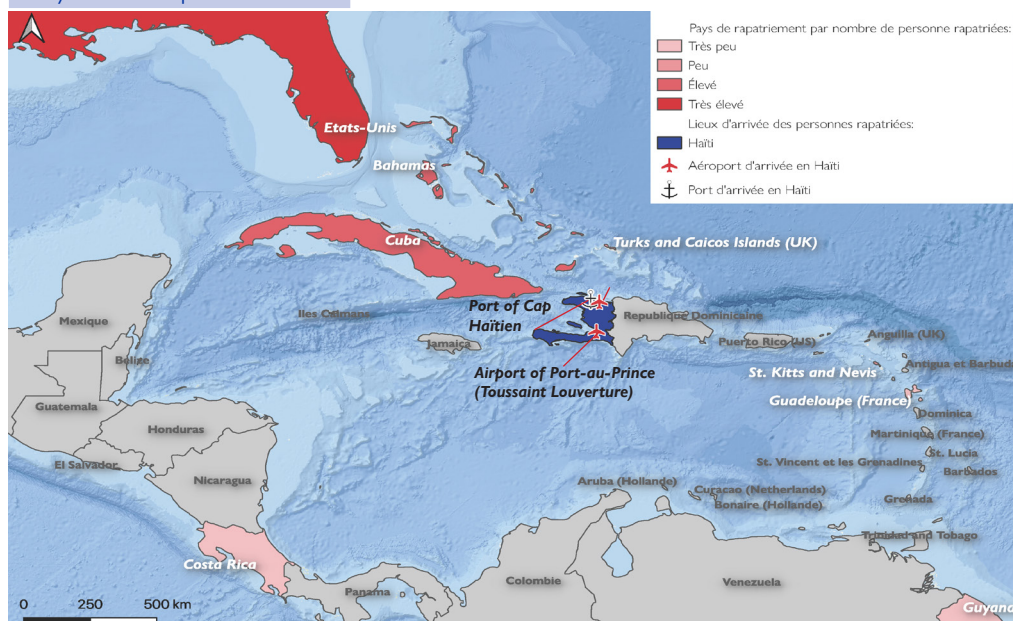 Pays de rapatriement par nombre de personne rapatriées:
Très peu
Peu
Élevé
Très élevé
Lieux d'arrivée des personnes rapatriées:
Haïti
Aéroport d'arrivée en Haïti
Port d'arrivée en Haïti
Etats-Unis
Bahamas
Cuba
Turks and Caicos Islands (UK)
Port of Cap
Haïtien
Iles Caimans
Republique Dominicaine
Mexique
Jamaica
Puerto Rico (US)
Anguilla (UK)
Belize
Airport of Port-au-Prince
(Toussaint Louverture)
St. Kitts and Nevis
Antigua et Barbuda
Guadeloupe (France)
Guatemala
Dominica
Honduras
Martinique (France)
St. Lucia
El Salvador
St. Vincent et les Grenadines
Barbados
Nicaragua
Aruba (Hollande)
Curacao (Netherlands)
Bonaire (Hollande)
Grenada
Trinidad and Tobago
Costa Rica
Panama
Colombie
Venezuela
Guyana
0 250 500 km